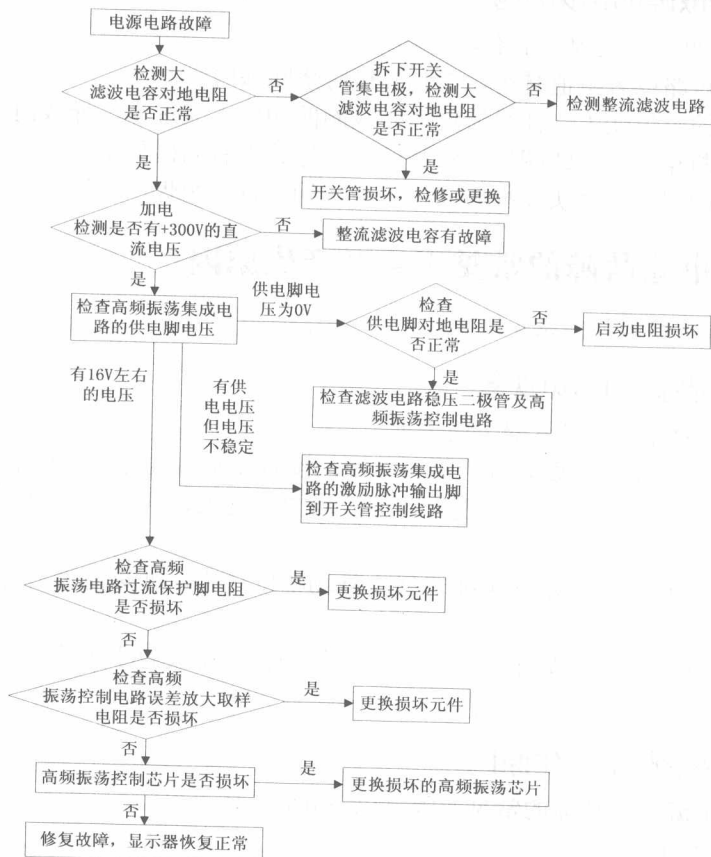 电源电路故障
检测大
滤波电容对地电阻
是否正常
否
拆下开关
管集电极，检测大
滤波电容对地电阻
是否正常
否
检测整流滤波电路
是
是
开关管损坏，检修或更换
加电
检测是否有+300V的直
流电压
否
整流滤波电容有故障
是
检查高频振荡集成电
路的供电脚电压
供电脚电
压为0V
检查
供电脚对地电阻是
否正常
否
启动电阻损坏
有16V左右
的电压
有供
电电压
但电压
不稳定
是
检查滤波电路稳压二极管及高
频振荡控制电路
检查高频振荡集成电
路的激励脉冲输出脚
到开关管控制线路
检查高频
振荡电路过流保护脚电阻
是否损坏
是
更换损坏元件
否
检查高频
振荡控制电路误差放大取样
电阻是否损坏
是
更换损坏元件
否
高频振荡控制芯片是否损坏
是
更换损坏的高频振荡芯片
否
修复故障，显示器恢复正常